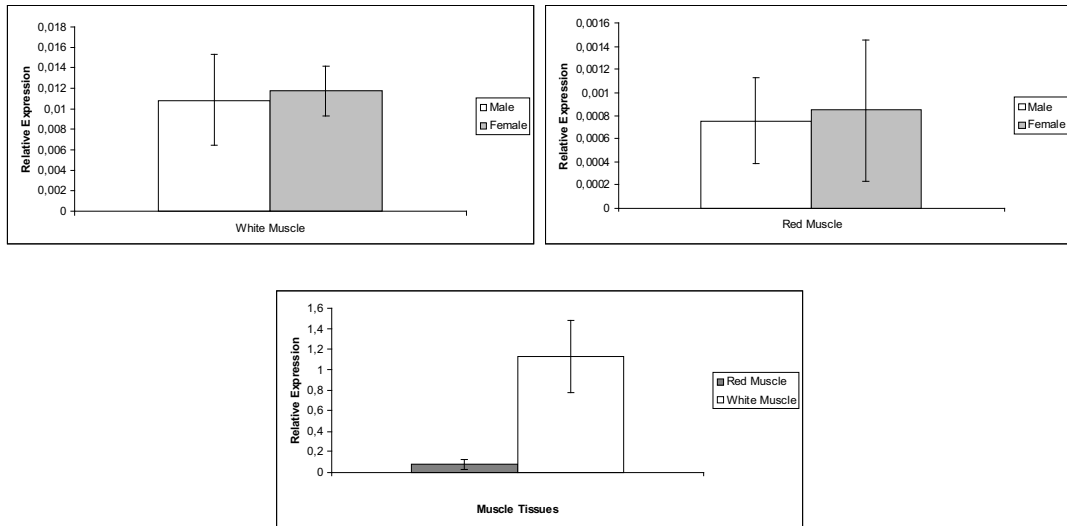 Relative Expression
0,018
0,016
0,014
0,012
0,01
0,008
0,006
0,004
0,002
0
White Muscle
Male
Female
Relative Expression
0,0016
0,0014
0,0012
0,001
0,0008
0,0006
0,0004
0,0002
0
Red Muscle
Male
Female
Relative Expression
1,6
1,4
1,2
1
0,8
0,6
0,4
0,2
0
Muscle Tissues
Red Muscle
White Muscle